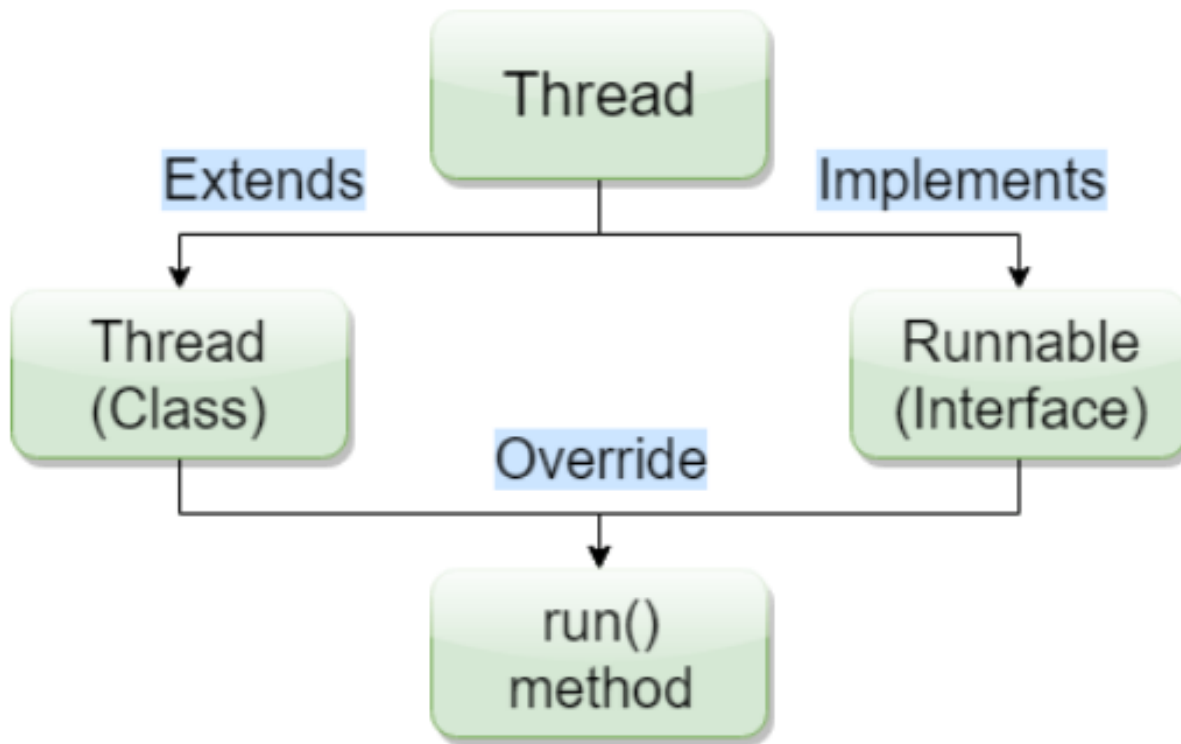 Thread
Extends
Implements
Thread
(Class)
Runnable
(Interface)
Override
run()
method